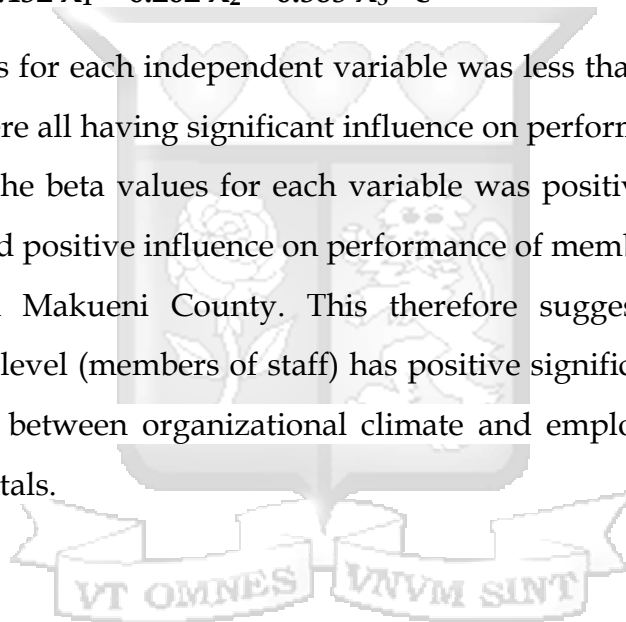 s for each independent variable was less tha
re all having significant influence on perform
he beta values for each variable was positiv
d positive influence on performance of memb
Makueni County. This therefore sugges
level (members of staff) has positive signific
between organizational climate and emplo
tals.
VT OMNES VNVM SINT